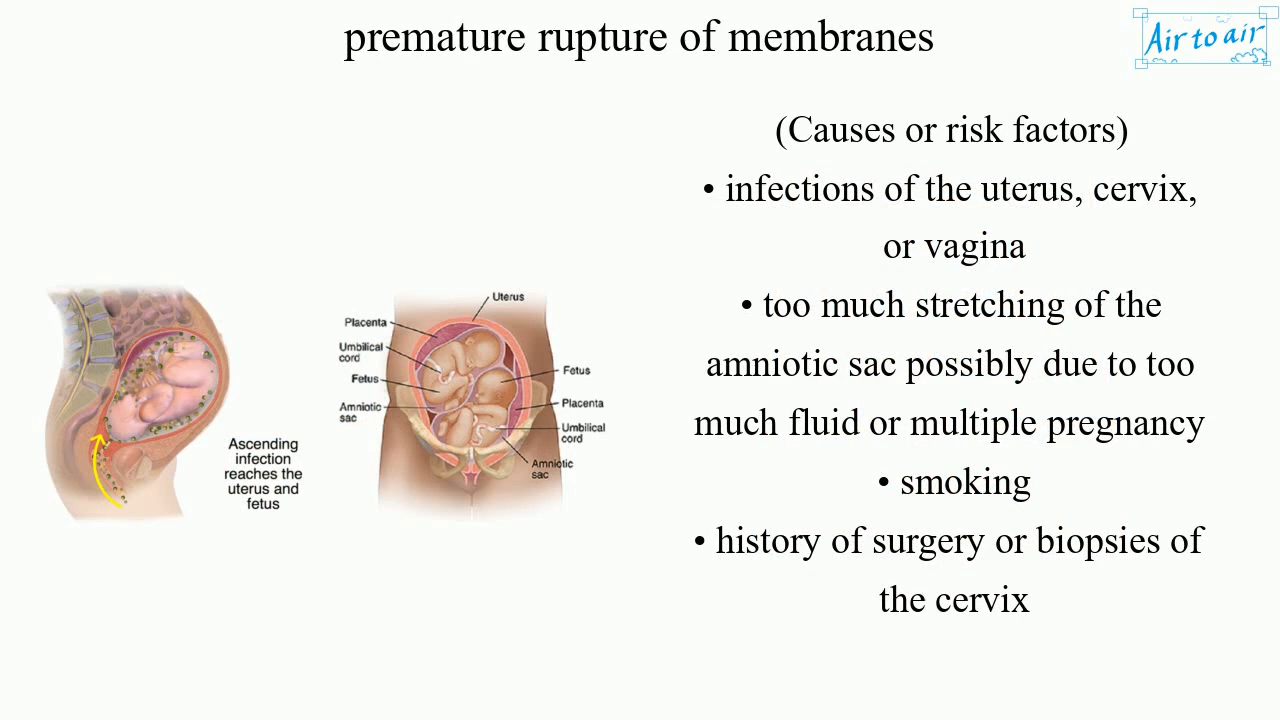 premature rupture of membranes
Air to air
(Causes or risk factors)
• infections of the uterus, cervix,
or vagina
• too much stretching of the
amniotic sac possibly due to too
much fluid or multiple pregnancy
• smoking
• history of surgery or biopsies of
the cervix
Ascending
infection
reaches the
uterus and
fetus
Uterus
Placenta
Umbilical
cord
Fetus
Amniotic
sac
Fetus
Placenta
Umbilical
cord
Amniotic
sac